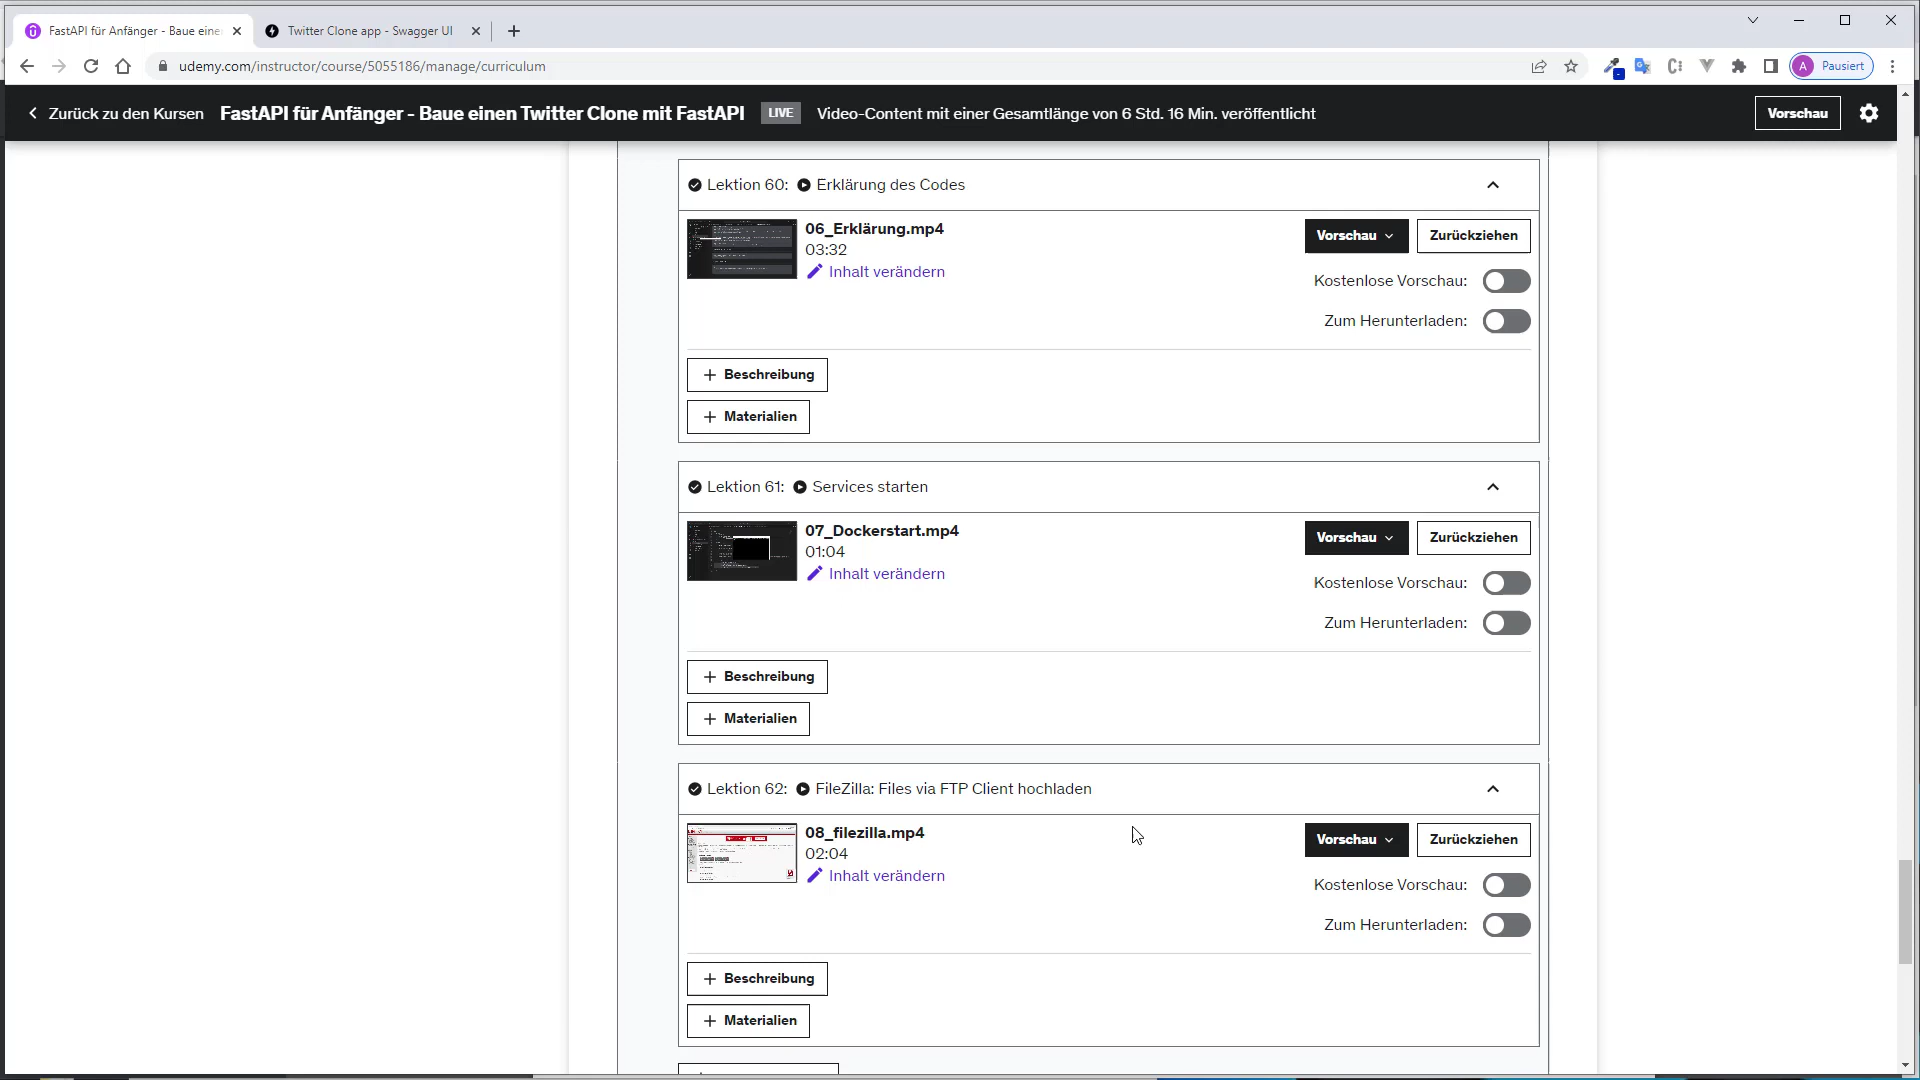 FastAPI für Anfänger - Baue eine
Twitter Clone app - Swagger UI
udemy.com/instructor/course/5055186/manage/curriculum
A Pausiert
Zurück zu den Kursen FastAPI für Anfänger - Baue einen Twitter Clone mit FastAPI LIVE Video-Content mit einer Gesamtlänge von 6 Std. 16 Min. veröffentlicht Vorschau
Lektion 60: Erklärung des Codes
06_Erklärung.mp4
03:32
Inhalt verändern
Vorschau Zurückziehen
Kostenlose Vorschau:
Zum Herunterladen:
+ Beschreibung
+ Materialien
Lektion 61: Services starten
07_Dockerstart.mp4
01:04
Inhalt verändern
Vorschau Zurückziehen
Kostenlose Vorschau:
Zum Herunterladen:
+ Beschreibung
+ Materialien
Lektion 62: FileZilla: Files via FTP Client hochladen
08_filezilla.mp4
02:04
Inhalt verändern
Vorschau Zurückziehen
Kostenlose Vorschau:
Zum Herunterladen:
+ Beschreibung
+ Materialien